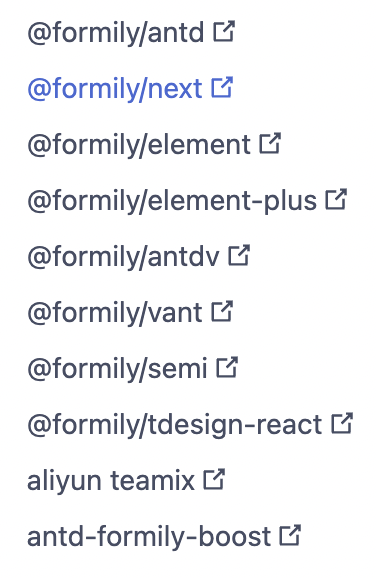 @formily/antd
@formily/next
@formily/element
@formily/element-plus
@formily/antdv
@formily/vant
@formily/semi
@formily/tdesign-react
aliyun teamix
antd-formily-boost